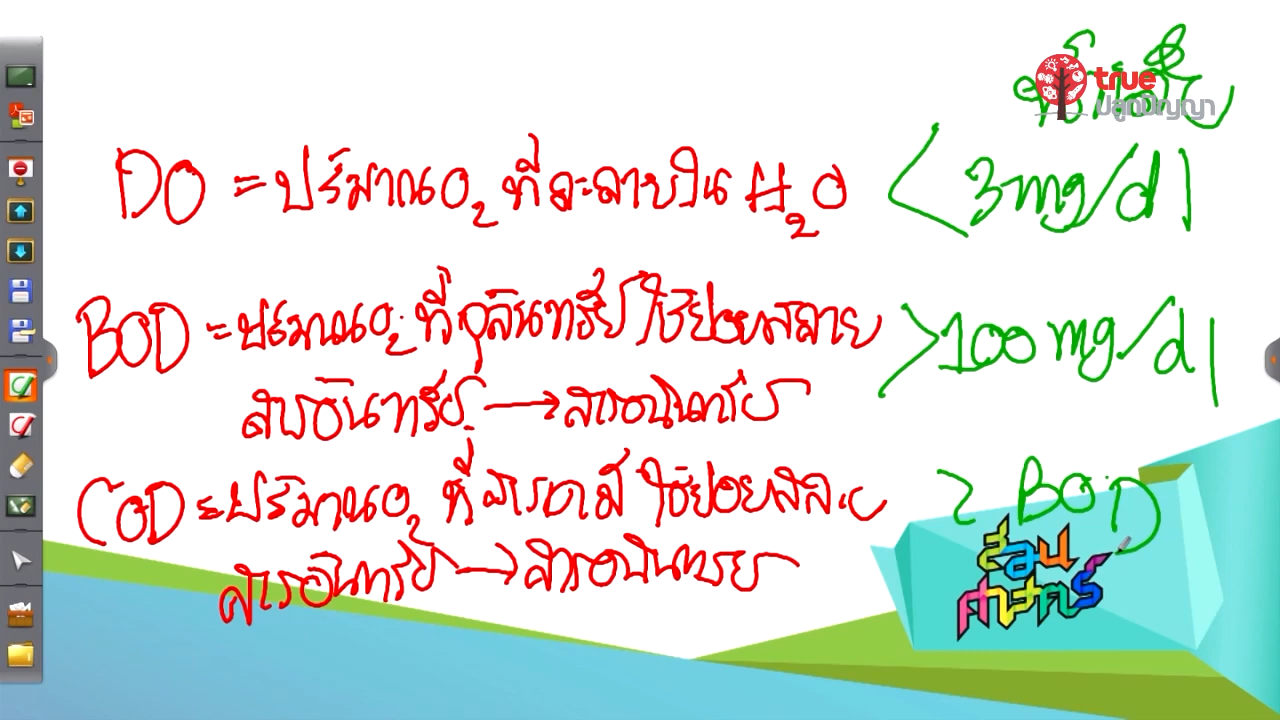 น้ำเสีย
true
ปลูกปัญญา
DO = ปริมาณ O₂ ที่ละลายใน H₂O < 3 mg/dl
BOD = ปริมาณ O₂ ที่จุลินทรีย์ ใช้ย่อยสลาย > 100 mg/dl
สารอินทรีย์ → สารอนินทรีย์
COD = ปริมาณ O₂ ที่สารเคมี ใช้ย่อยสลาย > BOD
สารอินทรีย์ → สารอนินทรีย์
สอน
ศาสตร์